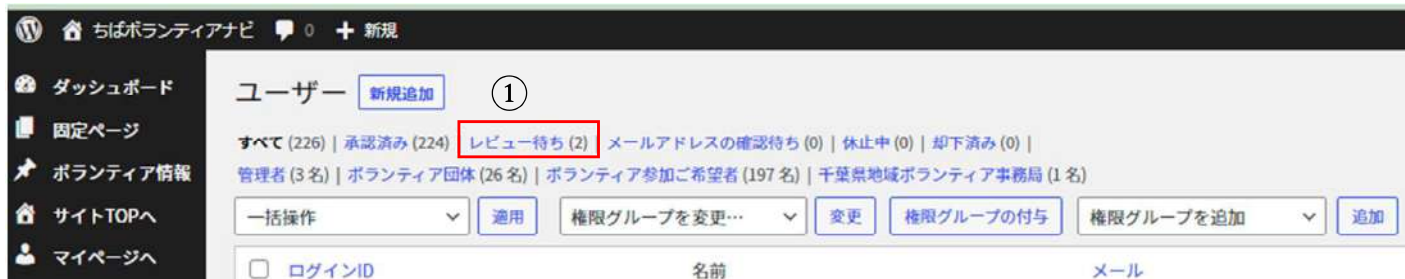 ちばボランティアナビ 0 + 新規
ダッシュボード
固定ページ
ボランティア情報
サイトTOPへ
マイページへ
ユーザー 新規追加
①
すべて (226) | 承認済み (224) | レビュー待ち (2) | メールアドレスの確認待ち (0) | 休止中 (0) | 却下済み (0) |
管理者 (3 名) | ボランティア団体 (26 名) | ボランティア参加ご希望者 (197 名) | 千葉県地域ボランティア事務局 (1 名)
一括操作 適用 権限グループを変更… 変更 権限グループの付与 権限グループを追加 追加
ログインID 名前 メール